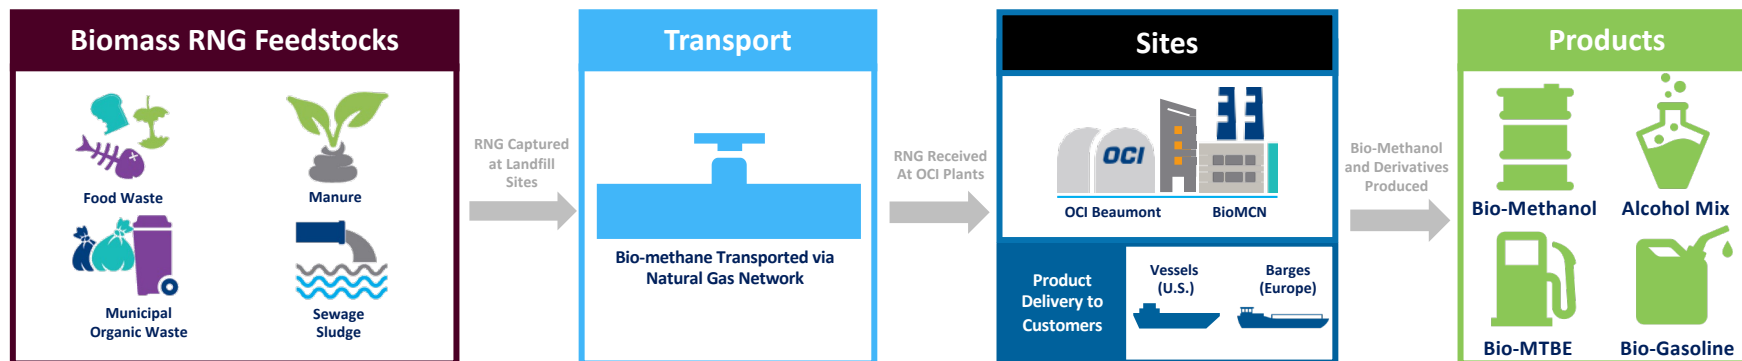 Biomass RNG Feedstocks
Food Waste
Manure
Municipal
Organic Waste
Sewage
Sludge
RNG Captured
at Landfill
Sites
Transport
Bio-methane Transported via
Natural Gas Network
RNG Received
At OCI Plants
Sites
OCI
OCI Beaumont
BioMCN
Product
Delivery to
Customers
Vessels
(U.S.)
Barges
(Europe)
Bio-Methanol
and Derivatives
Produced
Products
Bio-Methanol
Alcohol Mix
Bio-MTBE
Bio-Gasoline